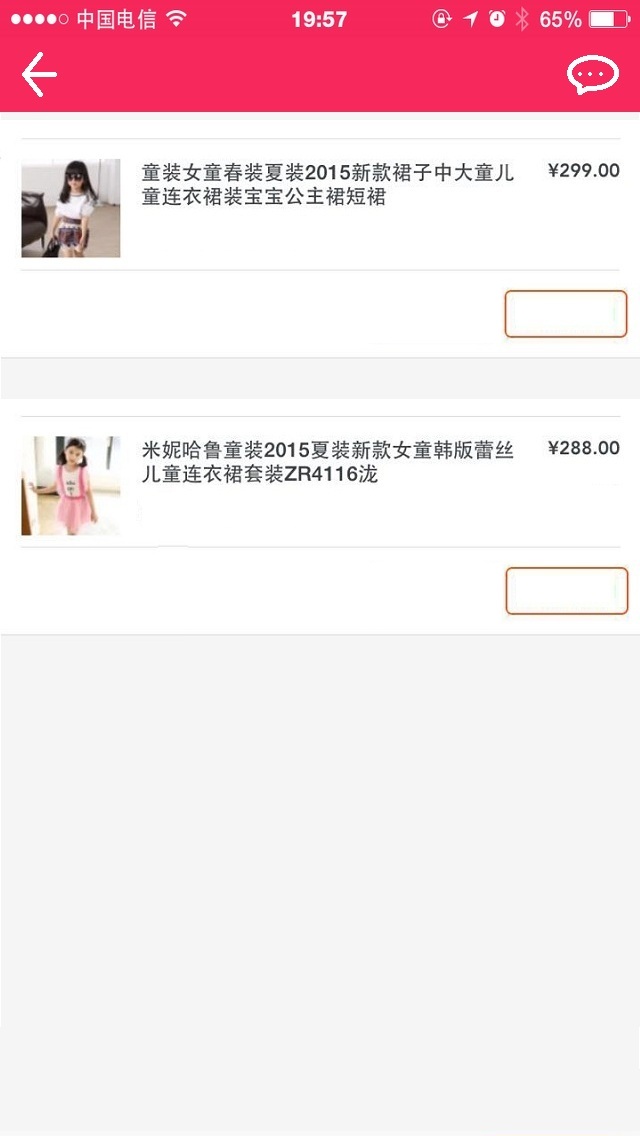 中国电信 19:57 65%
童装女童春装夏装2015新款裙子中大童儿 ¥299.00
童连衣裙装宝宝公主裙短裙
米妮哈鲁童装2015夏装新款女童韩版蕾丝 ¥288.00
儿童连衣裙套装ZR4116泷